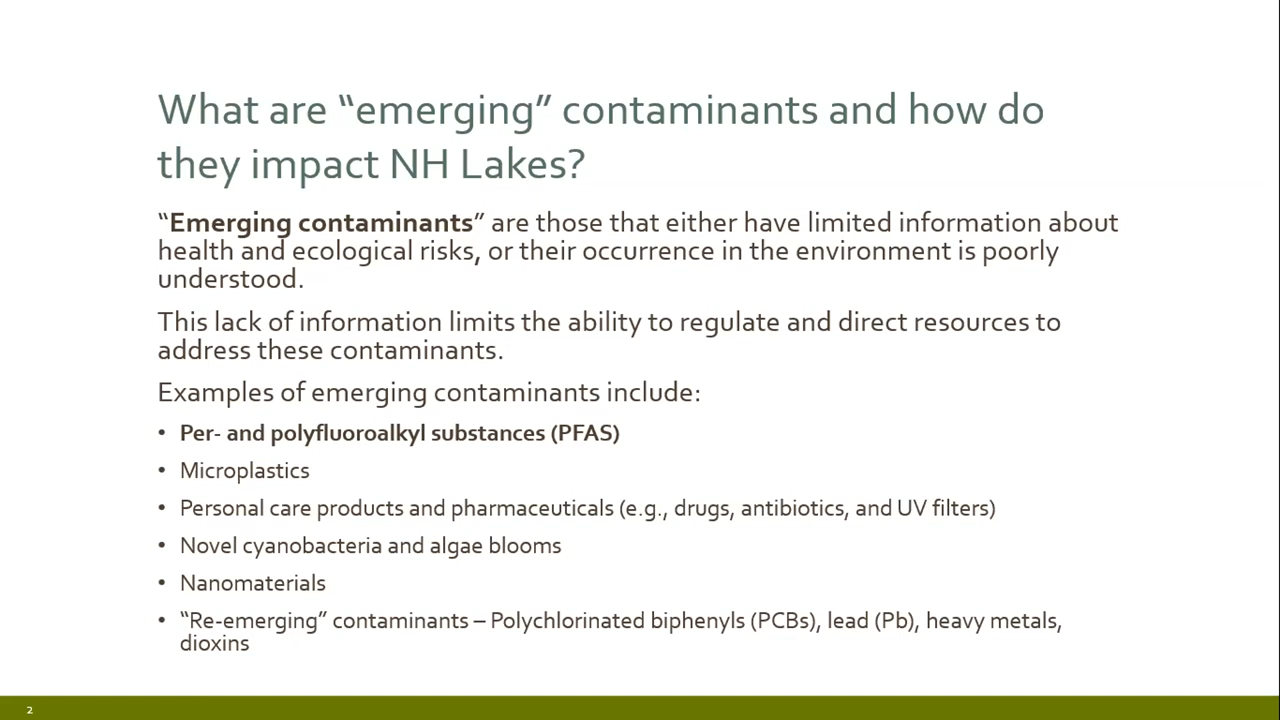 What are “emerging” contaminants and how do
they impact NH Lakes?
“Emerging contaminants” are those that either have limited information about
health and ecological risks, or their occurrence in the environment is poorly
understood.
This lack of information limits the ability to regulate and direct resources to
address these contaminants.
Examples of emerging contaminants include:
• Per- and polyfluoroalkyl substances (PFAS)
• Microplastics
• Personal care products and pharmaceuticals (e.g., drugs, antibiotics, and UV filters)
• Novel cyanobacteria and algae blooms
• Nanomaterials
• “Re-emerging” contaminants – Polychlorinated biphenyls (PCBs), lead (Pb), heavy metals,
dioxins
2